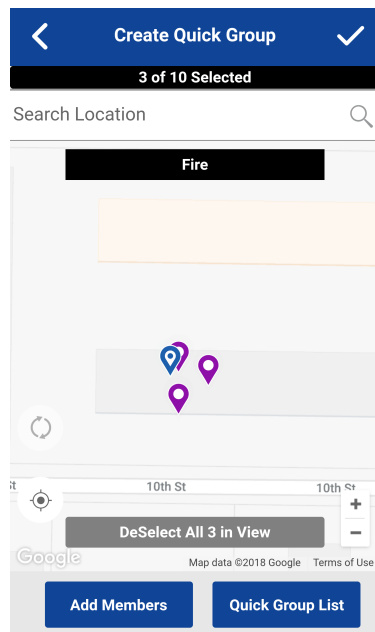 Create Quick Group
3 of 10 Selected
Search Location
Fire
st 10th St 10th St
DeSelect All 3 in View
Google
Map data ©2018 Google Terms of Use
Add Members Quick Group List